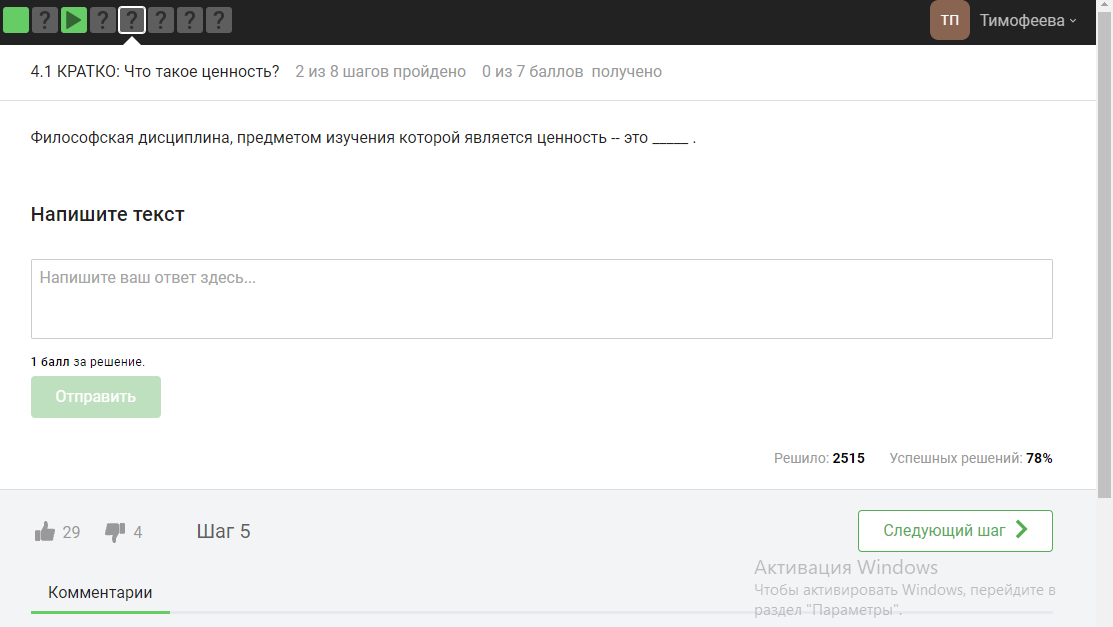 ? ? ? ? ? ?
ТП Тимофеева
4.1 КРАТКО: Что такое ценность? 2 из 8 шагов пройдено 0 из 7 баллов получено
Философская дисциплина, предметом изучения которой является ценность -- это _____ .
Напишите текст
Напишите ваш ответ здесь...
1 балл за решение.
Отправить
Решило: 2515 Успешных решений: 78%
29 4 Шаг 5 Следующий шаг
Активация Windows
Чтобы активировать Windows, перейдите в
раздел "Параметры".
Комментарии